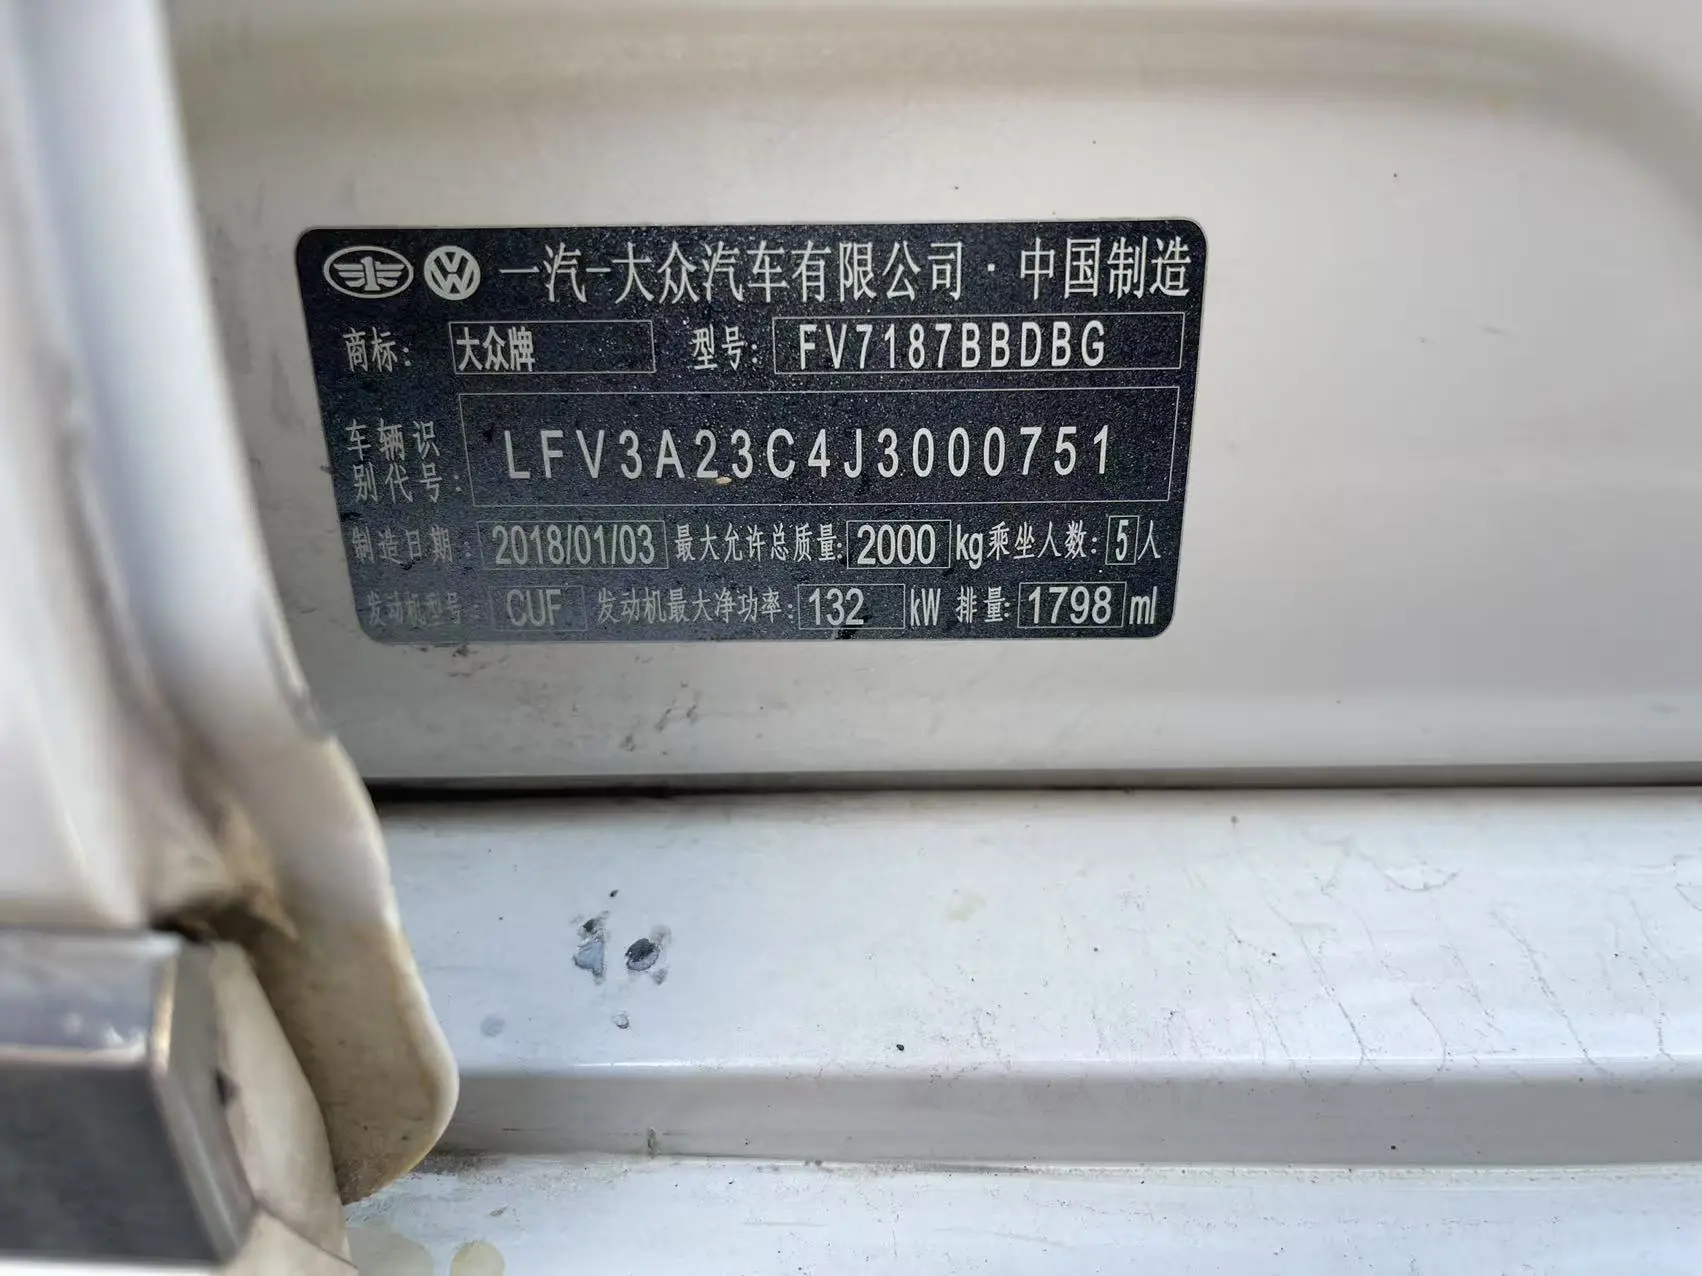 一汽-大众汽车有限公司·中国制造
商标: 大众牌 型号: FV7187BBDBG
车辆识别代号: LFV3A23C4J3000751
制造日期: 2018/01/03 最大允许总质量: 2000 kg 乘坐人数: 5 人
发动机型号: CUF 发动机最大净功率: 132 kW 排量: 1798 ml